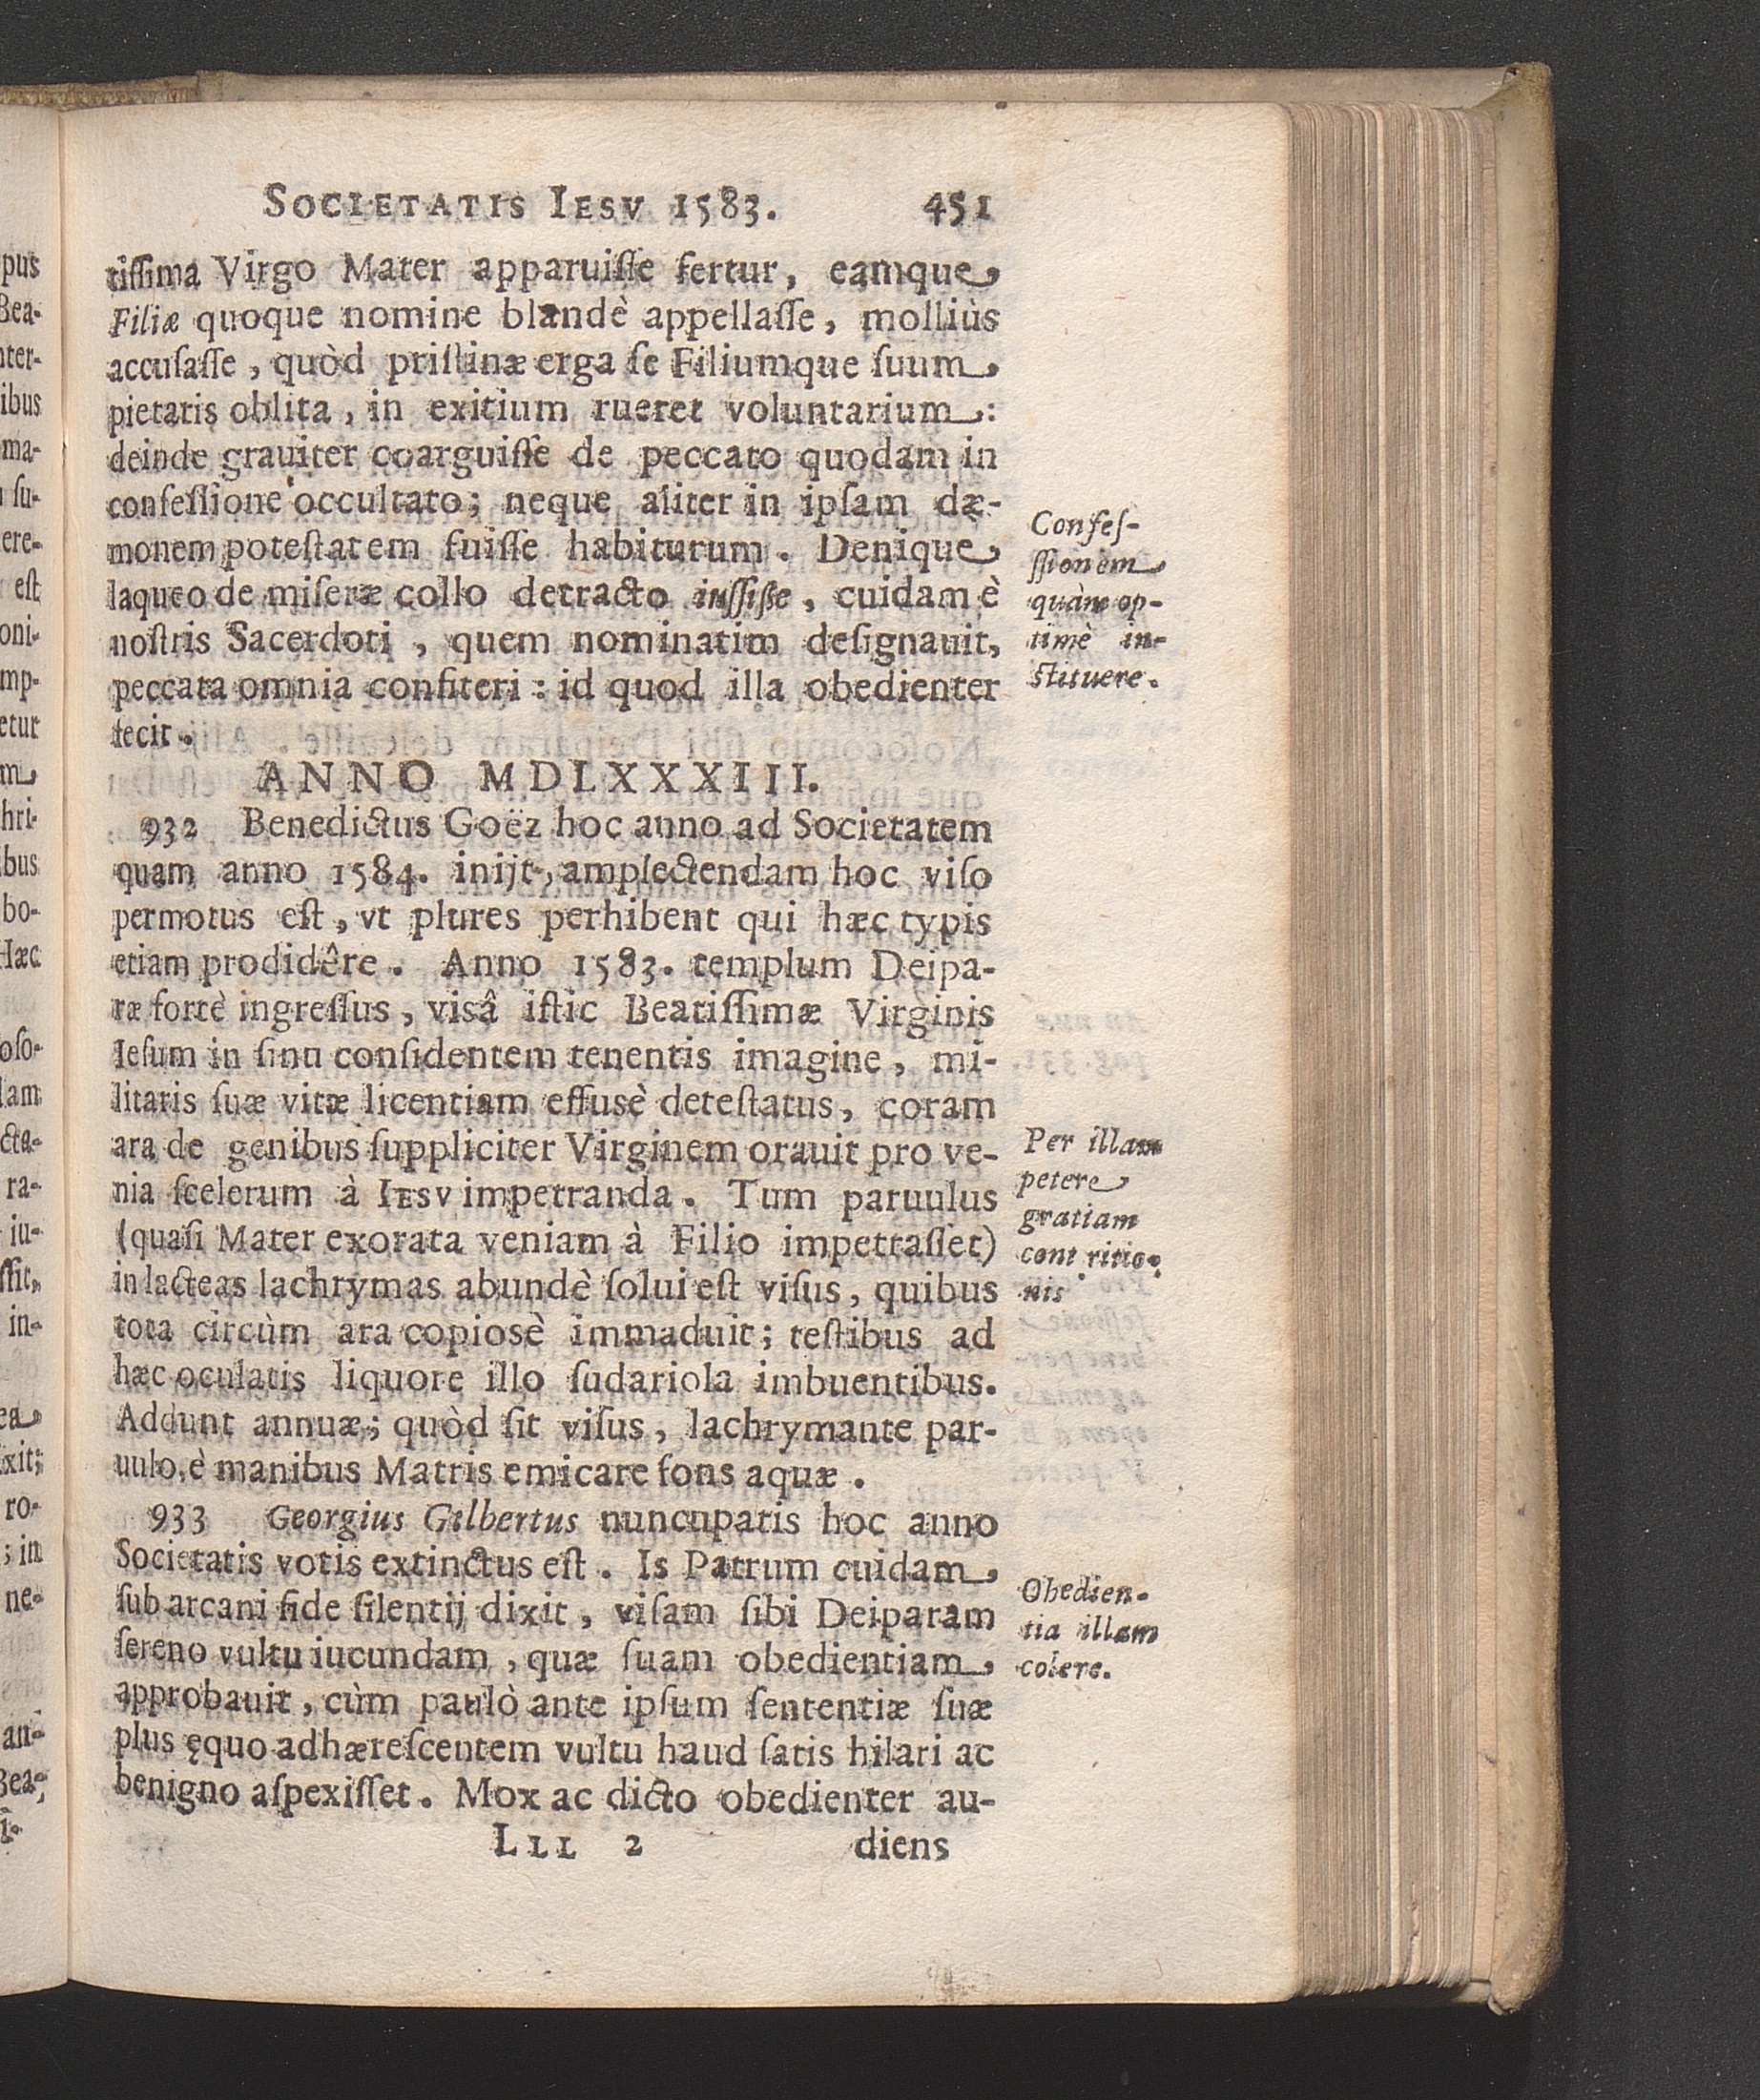 SOCIETATIS IESV 1583. 451
tiſſima Virgo Mater apparuiſſe fertur, eamque
Filiæ quoque nomine blandè appellaſſe, molliùs
accuſaſſe, quòd priſtinæ erga ſe Filiumque ſuum
pietatis oblita, in exitium rueret voluntarium:
deinde grauiter coarguiſſe de peccato quodam in
confeſſione occultato; neque aliter in ipſam dæ-
monem poteſtatem fuiſſe habiturum. Denique
laqueo de miſeræ collo detracto iuſſiſſe, cuidam è
noſtris Sacerdoti, quem nominatim deſignauit,
peccata omnia confiteri: id quod illa obedienter
fecit.
Confeſ-
ſſionem
quàm op-
timè in-
ſtituere.
ANNO MDLXXXIII.
932 Benedictus Goëz hoc anno ad Societatem
quam anno 1584. inijt, amplectendam hoc viſo
permotus eſt, vt plures perhibent qui hæc typis
etiam prodidêre. Anno 1583. templum Deipa-
ræ fortè ingreſſus, visâ iſtic Beatiſſimæ Virginis
Ieſum in ſinu conſidentem tenentis imagine, mi-
litaris ſuæ vitæ licentiam effusè deteſtatus, coram
ara de genibus ſuppliciter Virginem orauit pro ve-
nia ſcelerum à IESV impetranda. Tum paruulus
(quaſi Mater exorata veniam à Filio impetraſſet)
in lacteas lachrymas abundè ſolui eſt viſus, quibus
tota circùm ara copiosè immaduit; teſtibus ad
hæc oculatis liquore illo ſudariola imbuentibus.
Addunt annuæ; quòd ſit viſus, lachrymante par-
uulo, è manibus Matris emicare fons aquæ.
Per illam
petere
gratiam
contritio-
nis
933 Georgius Gilbertus nuncupatis hoc anno
Societatis votis extinctus eſt. Is Patrum cuidam
ſub arcani fide ſilentij dixit, viſam ſibi Deiparam
ſereno vultu iucundam, quæ ſuam obedientiam
approbauit, cùm paulò ante ipſum ſententiæ ſuæ
plus ęquo adhæreſcentem vultu haud ſatis hilari ac
benigno aſpexiſſet. Mox ac dicto obedienter au-
Obedien-
tia illam
colere.
LLL 2 diens